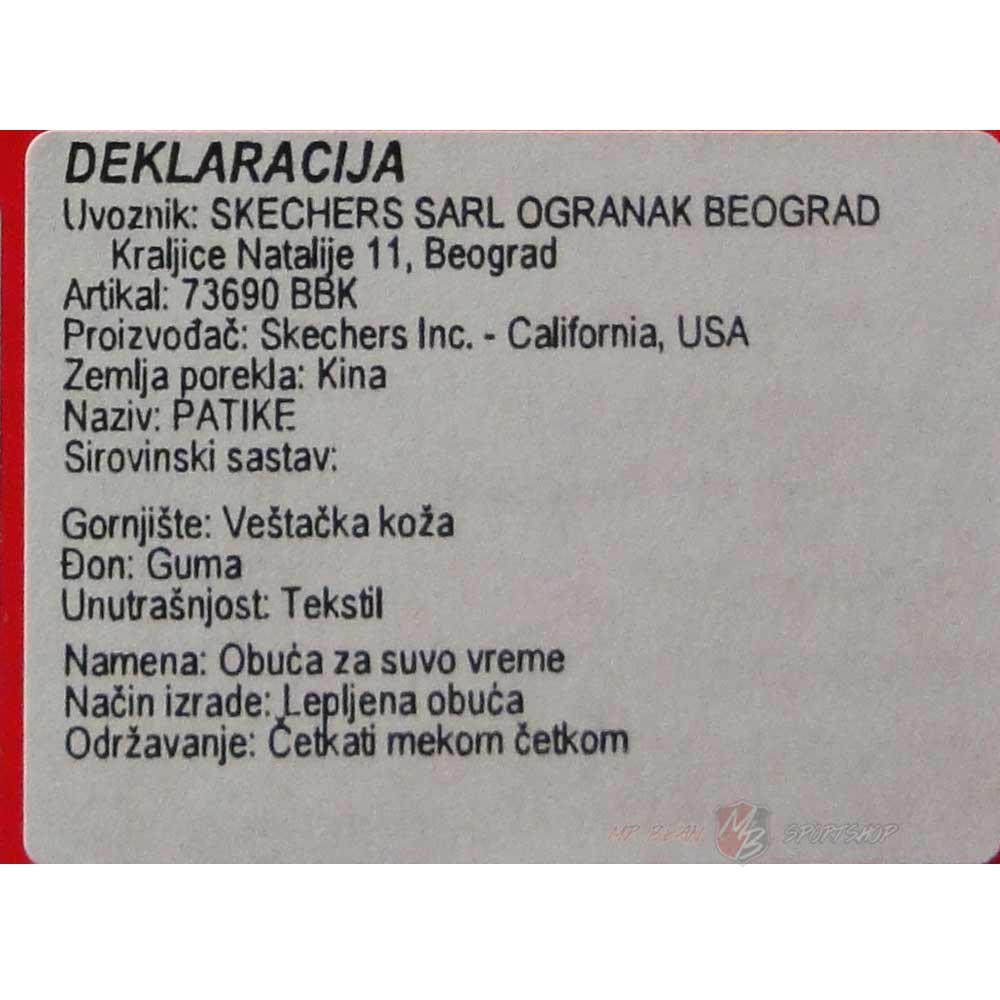 DEKLARACIJA
Uvoznik: SKECHERS SARL OGRANAK BEOGRAD
Kraljice Natalije 11, Beograd
Artikal: 73690 BBK
Proizvođač: Skechers Inc. - California, USA
Zemlja porekla: Kina
Naziv: PATIKE
Sirovinski sastav:
Gornjište: Veštačka koža
Đon: Guma
Unutrašnjost: Tekstil
Namena: Obuća za suvo vreme
Način izrade: Lepljena obuća
Održavanje: Četkati mekom četkom
MB SPORTSHOP